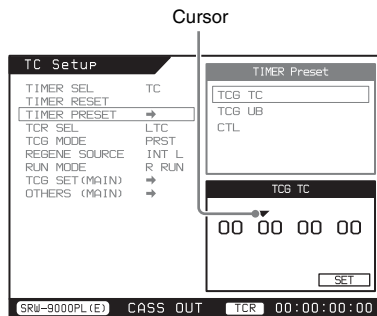 Cursor
TC Setup
TIMER SEL TC
TIMER RESET
TIMER PRESET ➔
TCR SEL LTC
TCG MODE PRST
REGENE SOURCE INT L
RUN MODE R RUN
TCG SET(MAIN) ➔
OTHERS (MAIN) ➔
TIMER Preset
TCG TC
TCG UB
CTL
TCG TC
00 00 00 00
SET
SRW-9000PL(E) CASS OUT TCR 00:00:00:00